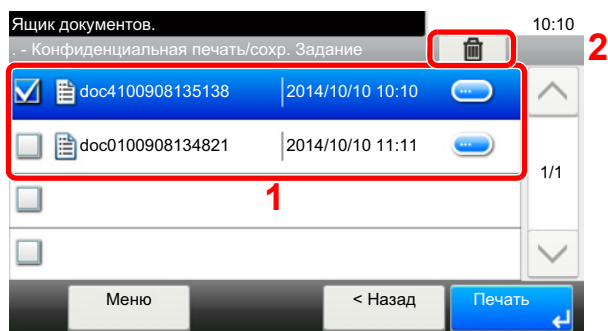 Ящик документов. 10:10
. - Конфиденциальная печать/сохр. Задание 2
doc4100908135138 2014/10/10 10:10 ...
doc0100908134821 2014/10/10 11:11 ...
1/1
1
Меню < Назад Печать